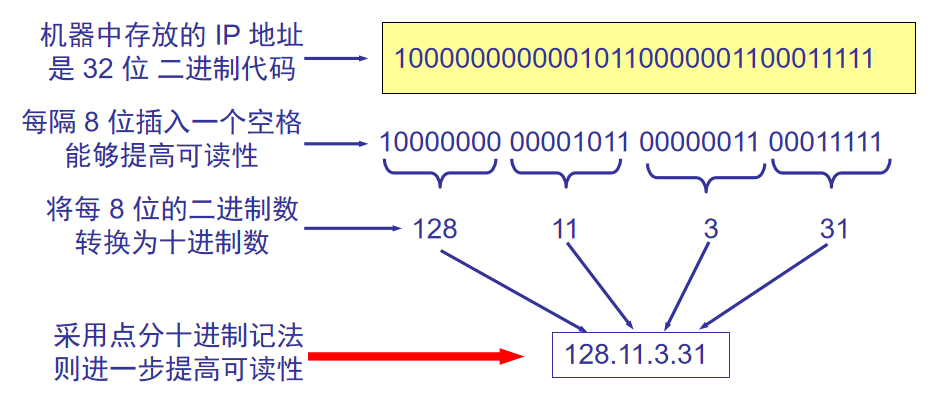 机器中存放的 IP 地址
是 32 位 二进制代码
10000000000010110000001100011111
每隔 8 位插入一个空格
能够提高可读性
10000000 00001011 00000011 00011111
将每 8 位的二进制数
转换为十进制数
128 11 3 31
采用点分十进制记法
则进一步提高可读性
128.11.3.31